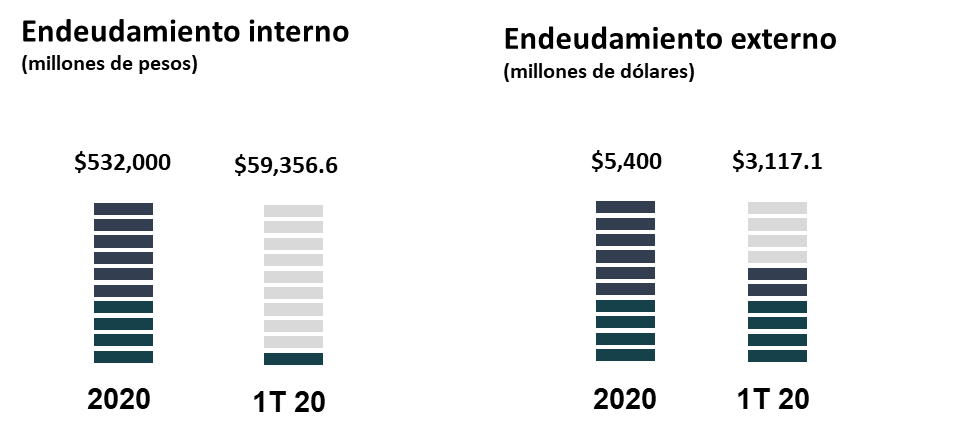 Endeudamiento interno
(millones de pesos)
$532,000
$59,356.6
2020
1T 20
Endeudamiento externo
(millones de dólares)
$5,400
$3,117.1
2020
1T 20